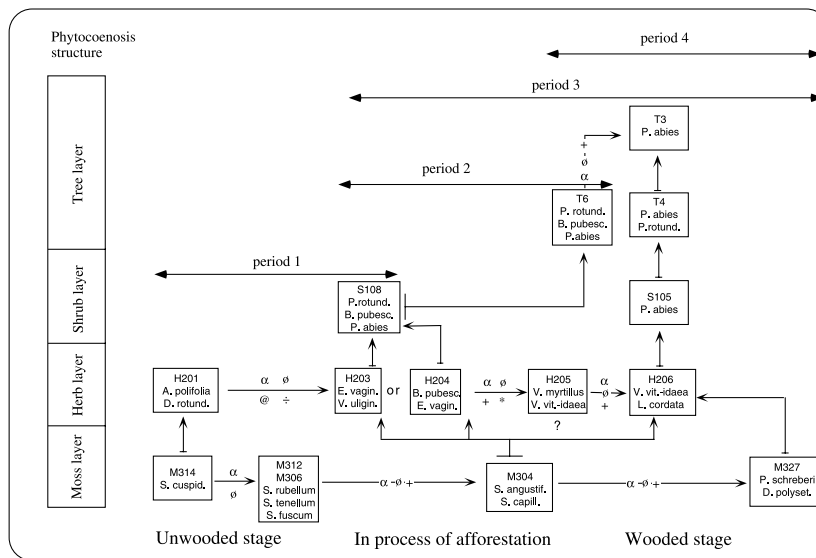 Phytocoenosis
structure
period 4
period 3
period 2
period 1
Tree layer
Shrub layer
Herb layer
Moss layer
T3
P. abies
+
-ø
α
T6
P. rotund.
B. pubesc.
P.abies
T4
P. abies
P.rotund.
S108
P.rotund.
B. pubesc.
P. abies
S105
P. abies
H201
A. polifolia
D. rotund.
α ø
@ ÷
H203
E. vagin.
V. uligin.
or
H204
B. pubesc.
E. vagin.
α ø
+ *
H205
V. myrtillus
V. vit.-idaea
?
α
-ø-
+
H206
V. vit.-idaea
L. cordata
M314
S. cuspid.
α
ø
M312
M306
S. rubellum
S. tenellum
S. fuscum
α -ø·+
M304
S. angustif.
S. capill.
α -ø·+
M327
P. schreberi
D. polyset.
Unwooded stage
In process of afforestation
Wooded stage